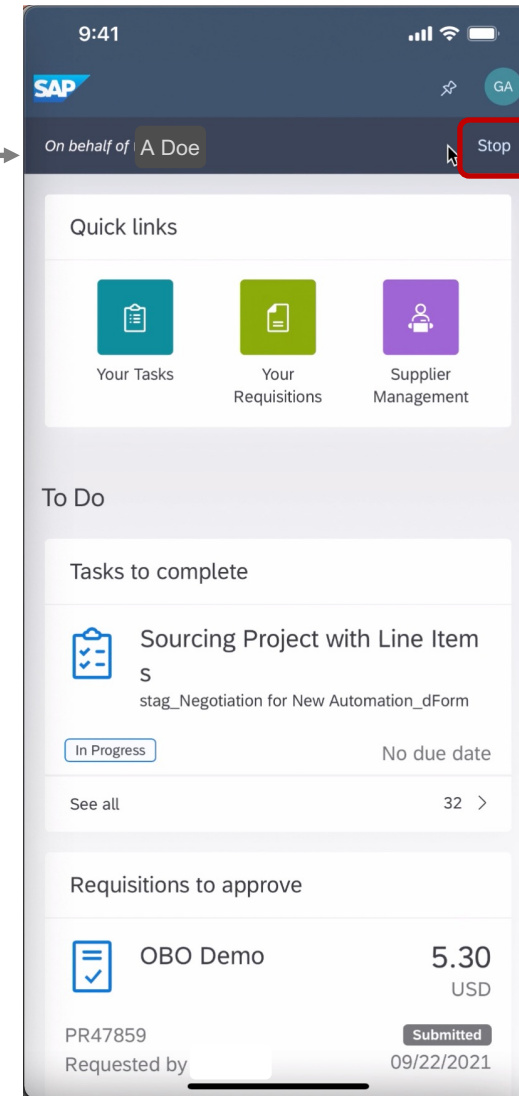 9:41
SAP
GA
On behalf of
A Doe
Stop
Quick links
Your Tasks
Your
Requisitions
Supplier
Management
To Do
Tasks to complete
Sourcing Project with Line Item
s
stag_Negotiation for New Automation_dForm
In Progress
No due date
See all
32
Requisitions to approve
OBO Demo
5.30
USD
PR47859
Submitted
Requested by
09/22/2021